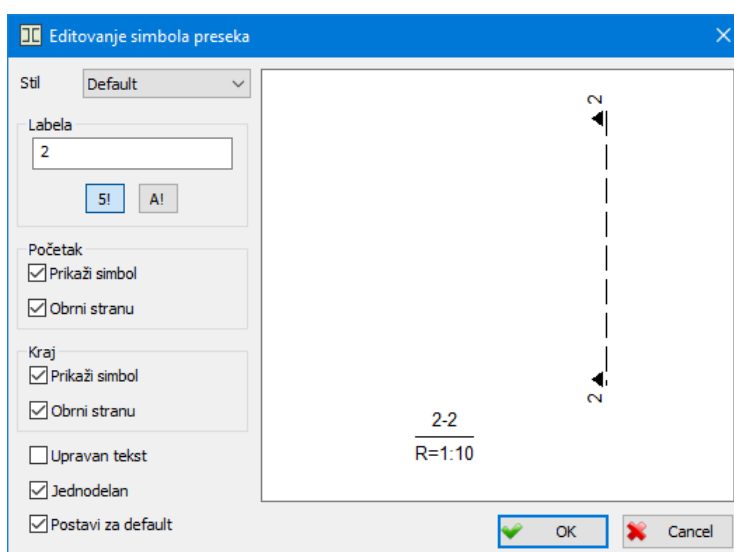 Editovanje simbola preseka
Stil Default
Labela
2
5! A!
Početak
Prikaži simbol
Obrni stranu
Kraj
Prikaži simbol
Obrni stranu
Upravan tekst
Jednodelan
Postavi za default
2
2
2-2
R=1:10
OK Cancel